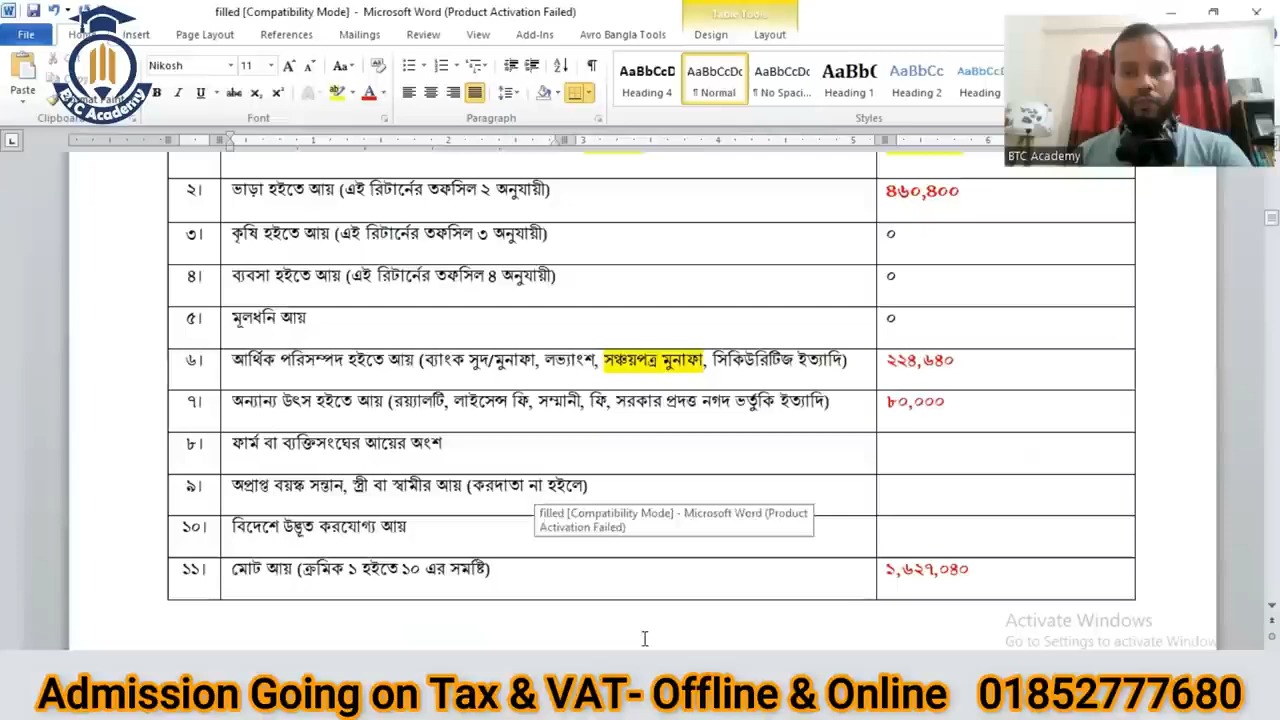 filled [Compatibility Mode] - Microsoft Word (Product Activation Failed)
Table Tools
File Insert Page Layout References Mailings Review View Add-Ins Avro Bangla Tools Design Layout
Nikosh 11
Paste
AaBbCcD AaBbCcDc AaBbCcDc AaBb( AaBbCc AaBbC
Heading 4 ¶ Normal ¶ No Spaci... Heading 1 Heading 2 Heading
Font Paragraph Styles
BTC Academy
BTC Academy
২। ভাড়া হইতে আয় (এই রিটার্নের তফসিল ২ অনুযায়ী) ৪৬০,৪০০
৩। কৃষি হইতে আয় (এই রিটার্নের তফসিল ৩ অনুযায়ী) ০
৪। ব্যবসা হইতে আয় (এই রিটার্নের তফসিল ৪ অনুযায়ী) ০
৫। মূলধনি আয় ০
৬। আর্থিক পরিসম্পদ হইতে আয় (ব্যাংক সুদ/মুনাফা, লভ্যাংশ, সঞ্চয়পত্র মুনাফা, সিকিউরিটিজ ইত্যাদি) ২২৪,৬৪০
৭। অন্যান্য উৎস হইতে আয় (রয়্যালটি, লাইসেন্স ফি, সম্মানী, ফি, সরকার প্রদত্ত নগদ ভর্তুকি ইত্যাদি) ৮০,০০০
৮। ফার্ম বা ব্যক্তিসংঘের আয়ের অংশ
৯। অপ্রাপ্ত বয়স্ক সন্তান, স্ত্রী বা স্বামীর আয় (করদাতা না হইলে)
filled [Compatibility Mode] - Microsoft Word (Product
Activation Failed)
১০। বিদেশে উদ্ভূত করযোগ্য আয়
১১। মোট আয় (ক্রমিক ১ হইতে ১০ এর সমষ্টি) ১,৬২৭,০৪০
Activate Windows
Go to Settings to activate Window
Admission Going on Tax & VAT- Offline & Online 01852777680